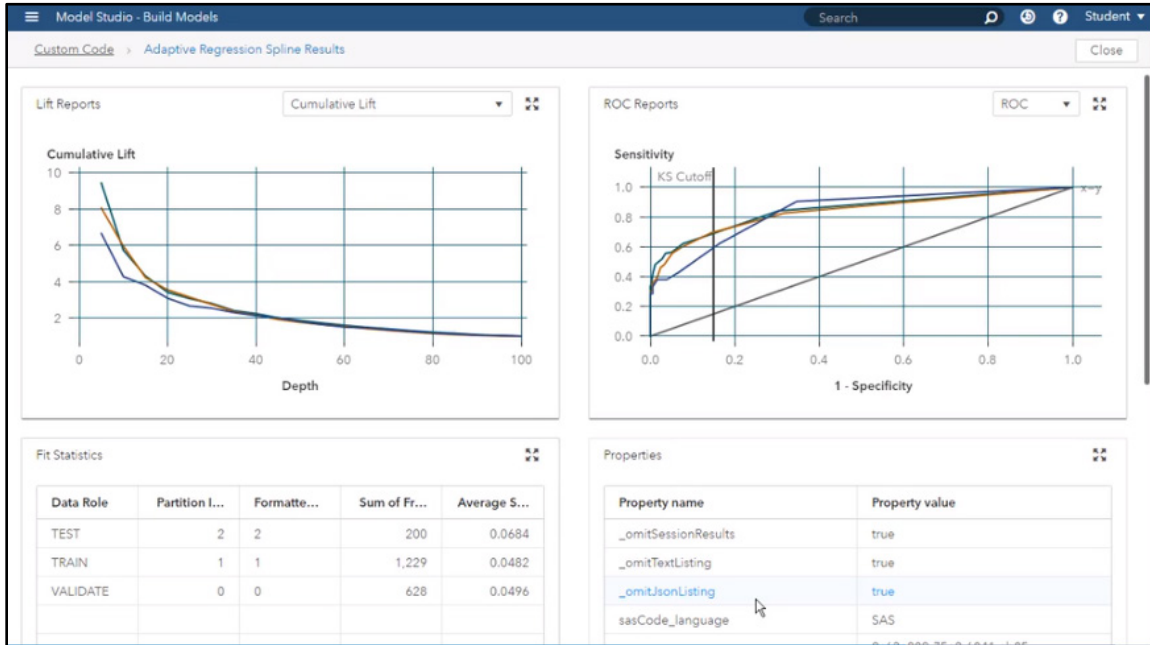 Model Studio - Build Models Search Student
Custom Code > Adaptive Regression Spline Results Close
Lift Reports Cumulative Lift
Cumulative Lift
10
8
6
4
2
0 20 40 60 80 100
Depth
ROC Reports ROC
Sensitivity
KS Cutoff
x=y
1.0
0.8
0.6
0.4
0.2
0.0
0.0 0.2 0.4 0.6 0.8 1.0
1 - Specificity
Fit Statistics
Data Role Partition I... Formatte... Sum of Fr... Average S...
TEST 2 2 200 0.0684
TRAIN 1 1 1,229 0.0482
VALIDATE 0 0 628 0.0496
Properties
Property name Property value
_omitSessionResults true
_omitTextListing true
_omitJsonListing true
sasCode_language SAS